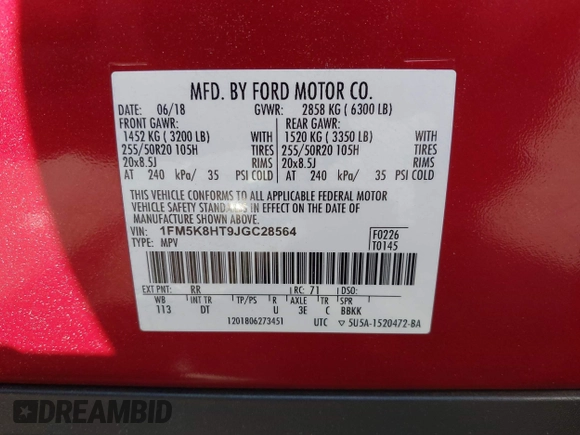 MFD. BY FORD MOTOR CO.
DATE: 06/18 GVWR: 2858 KG ( 6300 LB)
FRONT GAWR: REAR GAWR:
1452 KG ( 3200 LB) WITH 1520 KG ( 3350 LB) WITH
255/50R20 105H TIRES 255/50R20 105H TIRES
20x8.5J RIMS 20x8.5J RIMS
AT 240 kPa/ 35 PSI COLD AT 240 kPa/ 35 PSI COLD
THIS VEHICLE CONFORMS TO ALL APPLICABLE FEDERAL MOTOR
VEHICLE SAFETY STANDARDS IN EFFECT ON THE DATE OF
MANUFACTURE SHOWN ABOVE.
VIN: 1FM5K8HT9JGC28564 F0226
TYPE: MPV T0145
EXT PNT: RR RC: 71 DSO:
WB INT TR TP/PS R AXLE TR SPR
113 DT U 3E C BBKK
1201806273451 UTC ▽ 5U5A-1520472-BA
DREAMBID